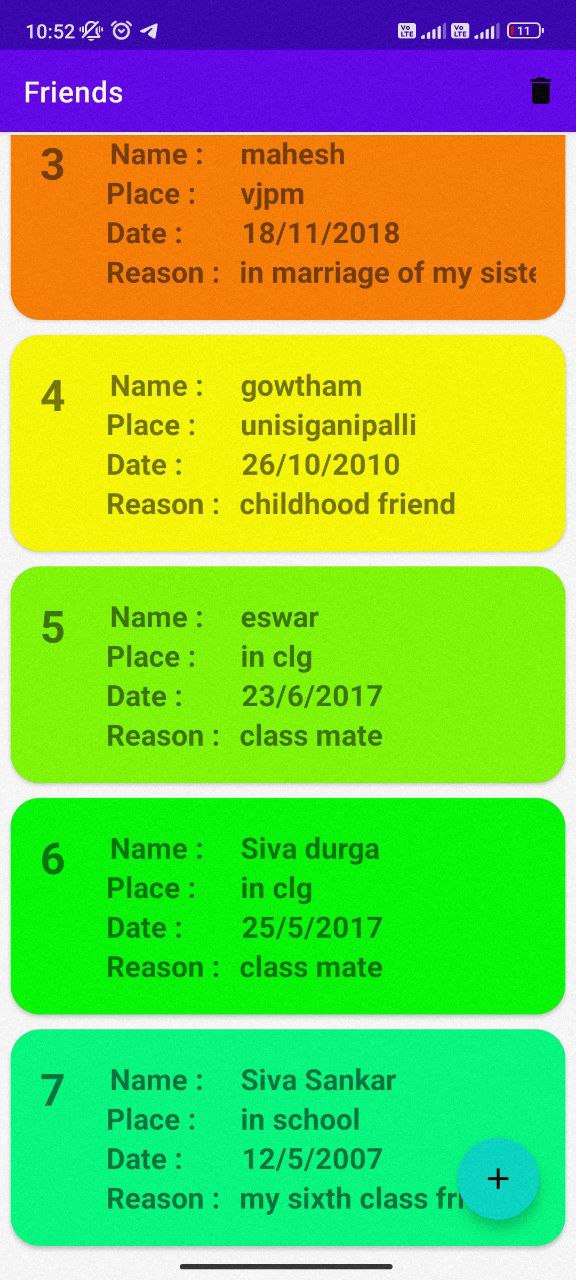 10:52
Vo LTE Vo LTE 11
Friends
3 Name : mahesh
Place : vjpm
Date : 18/11/2018
Reason : in marriage of my siste
4 Name : gowtham
Place : unisiganipalli
Date : 26/10/2010
Reason : childhood friend
5 Name : eswar
Place : in clg
Date : 23/6/2017
Reason : class mate
6 Name : Siva durga
Place : in clg
Date : 25/5/2017
Reason : class mate
7 Name : Siva Sankar
Place : in school
Date : 12/5/2007
Reason : my sixth class
+